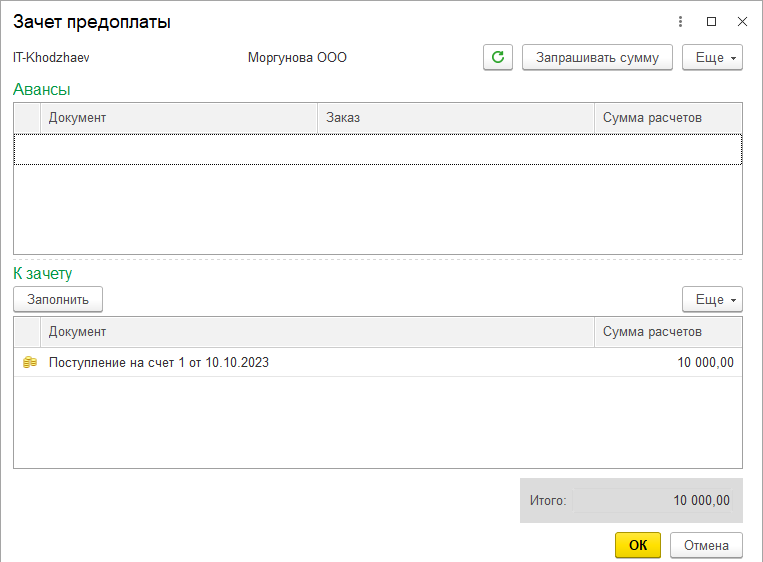 Зачет предоплаты
IT-Khodzhaev Моргунова ООО Запрашивать сумму Еще
Авансы
Документ Заказ Сумма расчетов
К зачету
Заполнить Еще
Документ Сумма расчетов
Поступление на счет 1 от 10.10.2023 10 000,00
Итого: 10 000,00
ОК Отмена